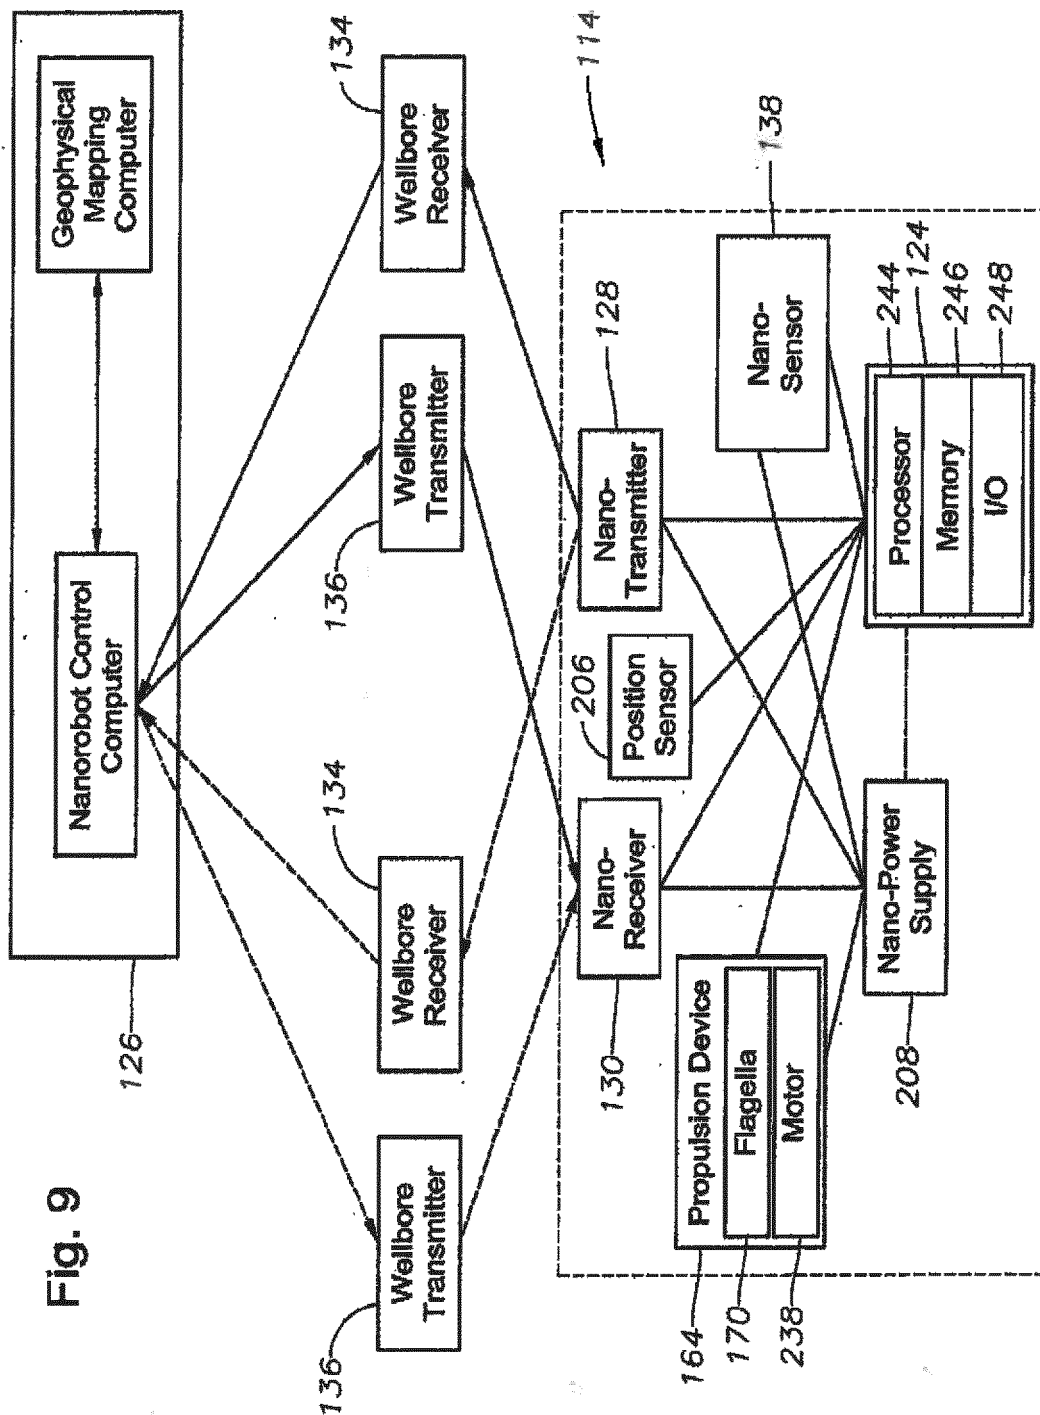 Fig. 9
Nanorobot Control
Computer
Geophysical
Mapping
Computer
126
136
134
136
134
Wellbore
Transmitter
Wellbore
Receiver
Wellbore
Transmitter
Wellbore
Receiver
114
130
206
128
Nano-
Receiver
Position
Sensor
Nano-
Transmitter
164
170
238
Propulsion Device
Flagella
Motor
138
Nano-
Sensor
208
Nano-Power
Supply
Processor
Memory
I/O
244
124
246
248